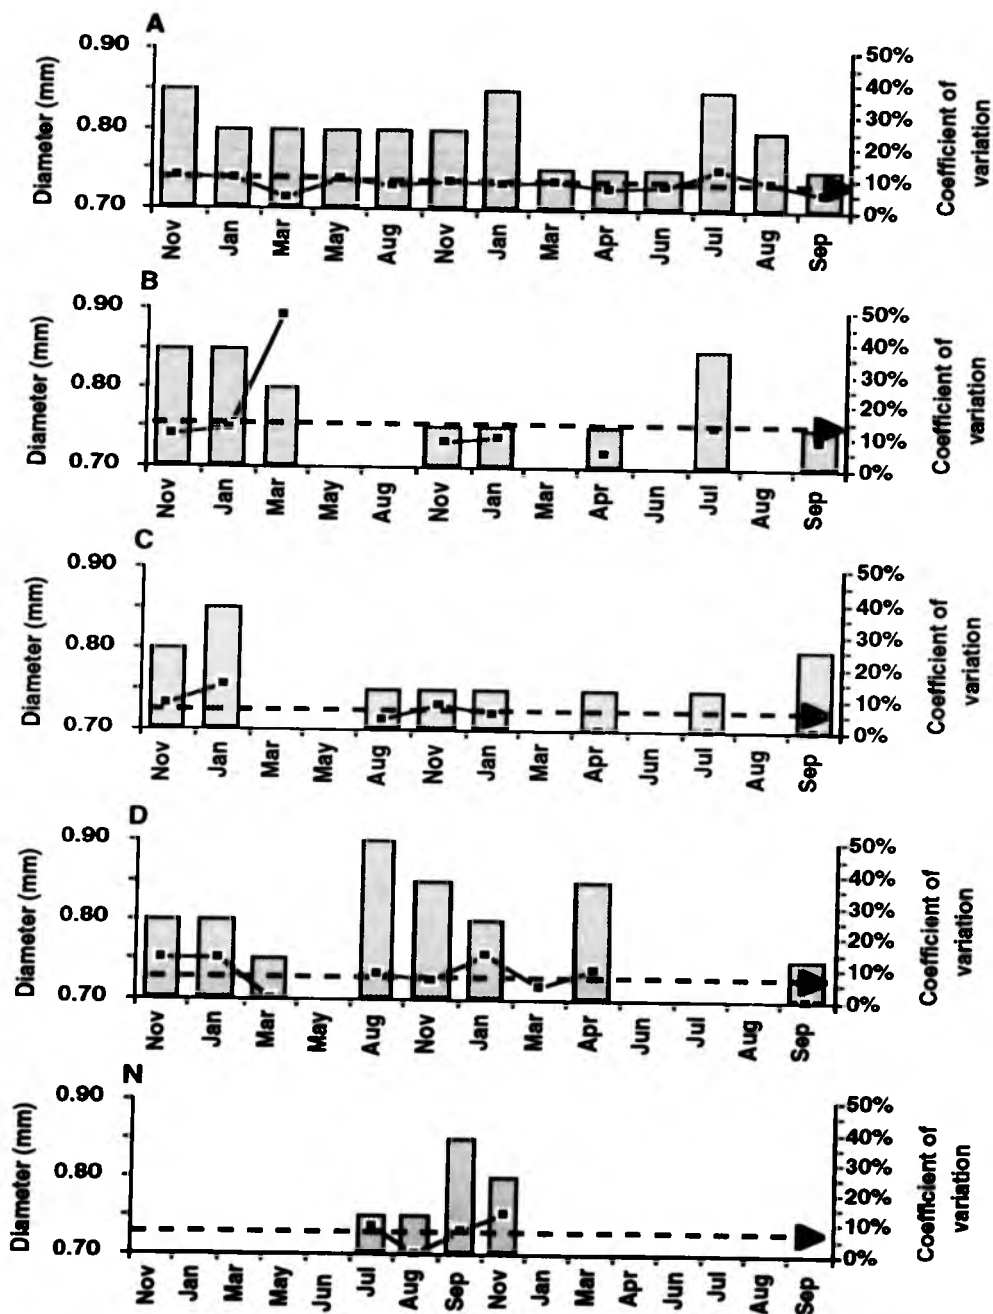 A
0.90
0.80
0.70
Diameter (mm)
50%
40%
30%
20%
10%
0%
Coefficient of
variation
Nov Jan Mar May Aug Nov Jan Mar Apr Jun Jul Aug Sep
B
0.90
0.80
0.70
Diameter (mm)
50%
40%
30%
20%
10%
0%
Coefficient of
variation
Nov Jan Mar May Aug Nov Jan Mar Apr Jun Jul Aug Sep
C
0.90
0.80
0.70
Diameter (mm)
50%
40%
30%
20%
10%
0%
Coefficient of
variation
Nov Jan Mar May Aug Nov Jan Mar Apr Jun Jul Aug Sep
D
0.90
0.80
0.70
Diameter (mm)
50%
40%
30%
20%
10%
0%
Coefficient of
variation
Nov Jan Mar May Aug Nov Jan Mar Apr Jun Jul Aug Sep
N
0.90
0.80
0.70
Diameter (mm)
50%
40%
30%
20%
10%
0%
Coefficient of
variation
Nov Jan Mar May Jun Jul Aug Sep Nov Jan Mar Apr Jun Jul Aug Sep